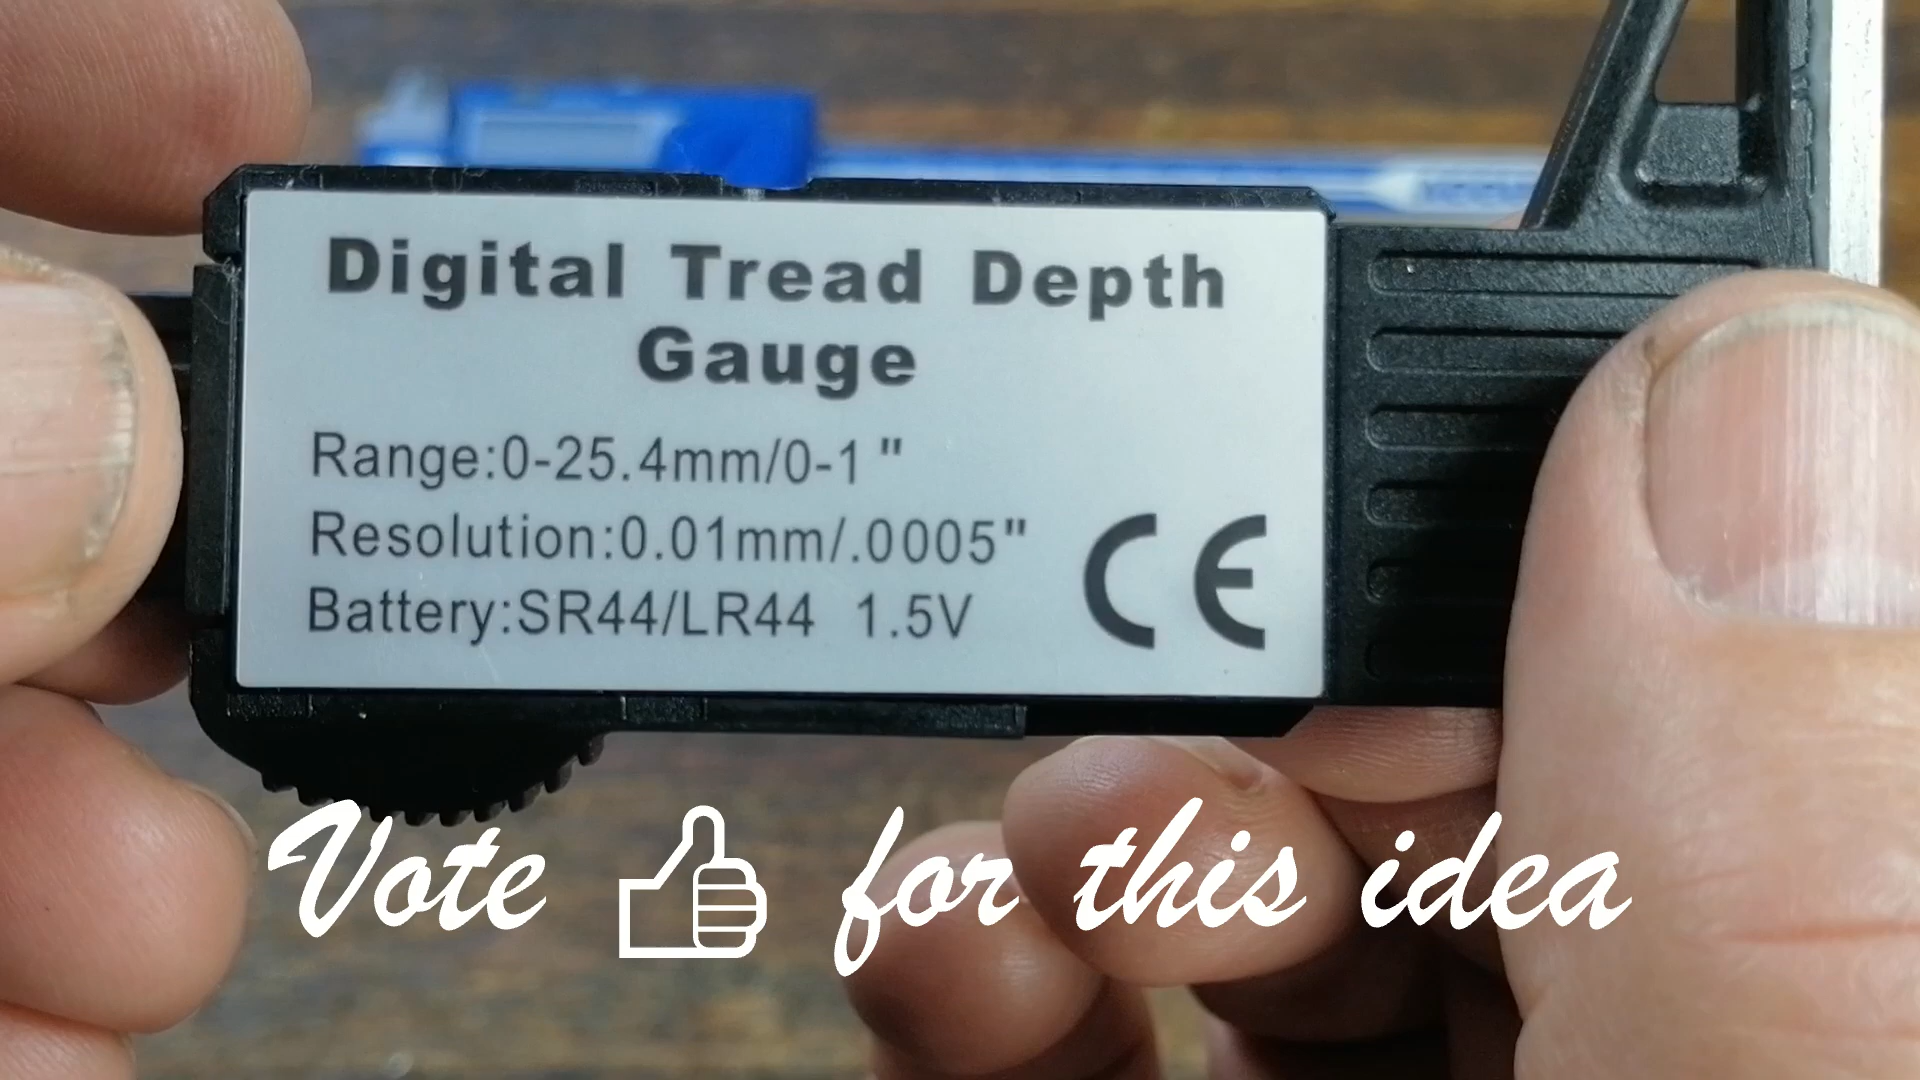 Digital Tread Depth
Gauge
Range:0-25.4mm/0-1 "
Resolution:0.01mm/.0005"
Battery:SR44/LR44 1.5V
CE
Vote for this idea